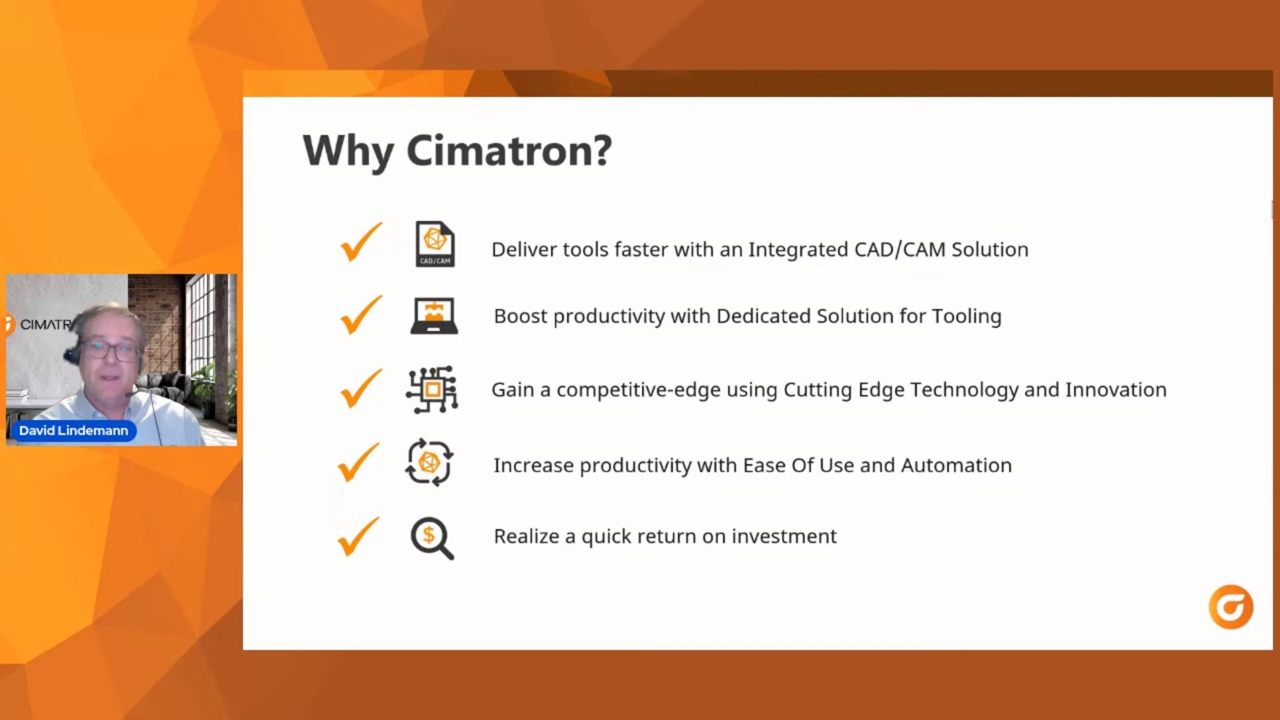 Why Cimatron?
CAD/CAM
Deliver tools faster with an Integrated CAD/CAM Solution
Boost productivity with Dedicated Solution for Tooling
Gain a competitive-edge using Cutting Edge Technology and Innovation
Increase productivity with Ease Of Use and Automation
$
Realize a quick return on investment
CIMATR
David Lindemann